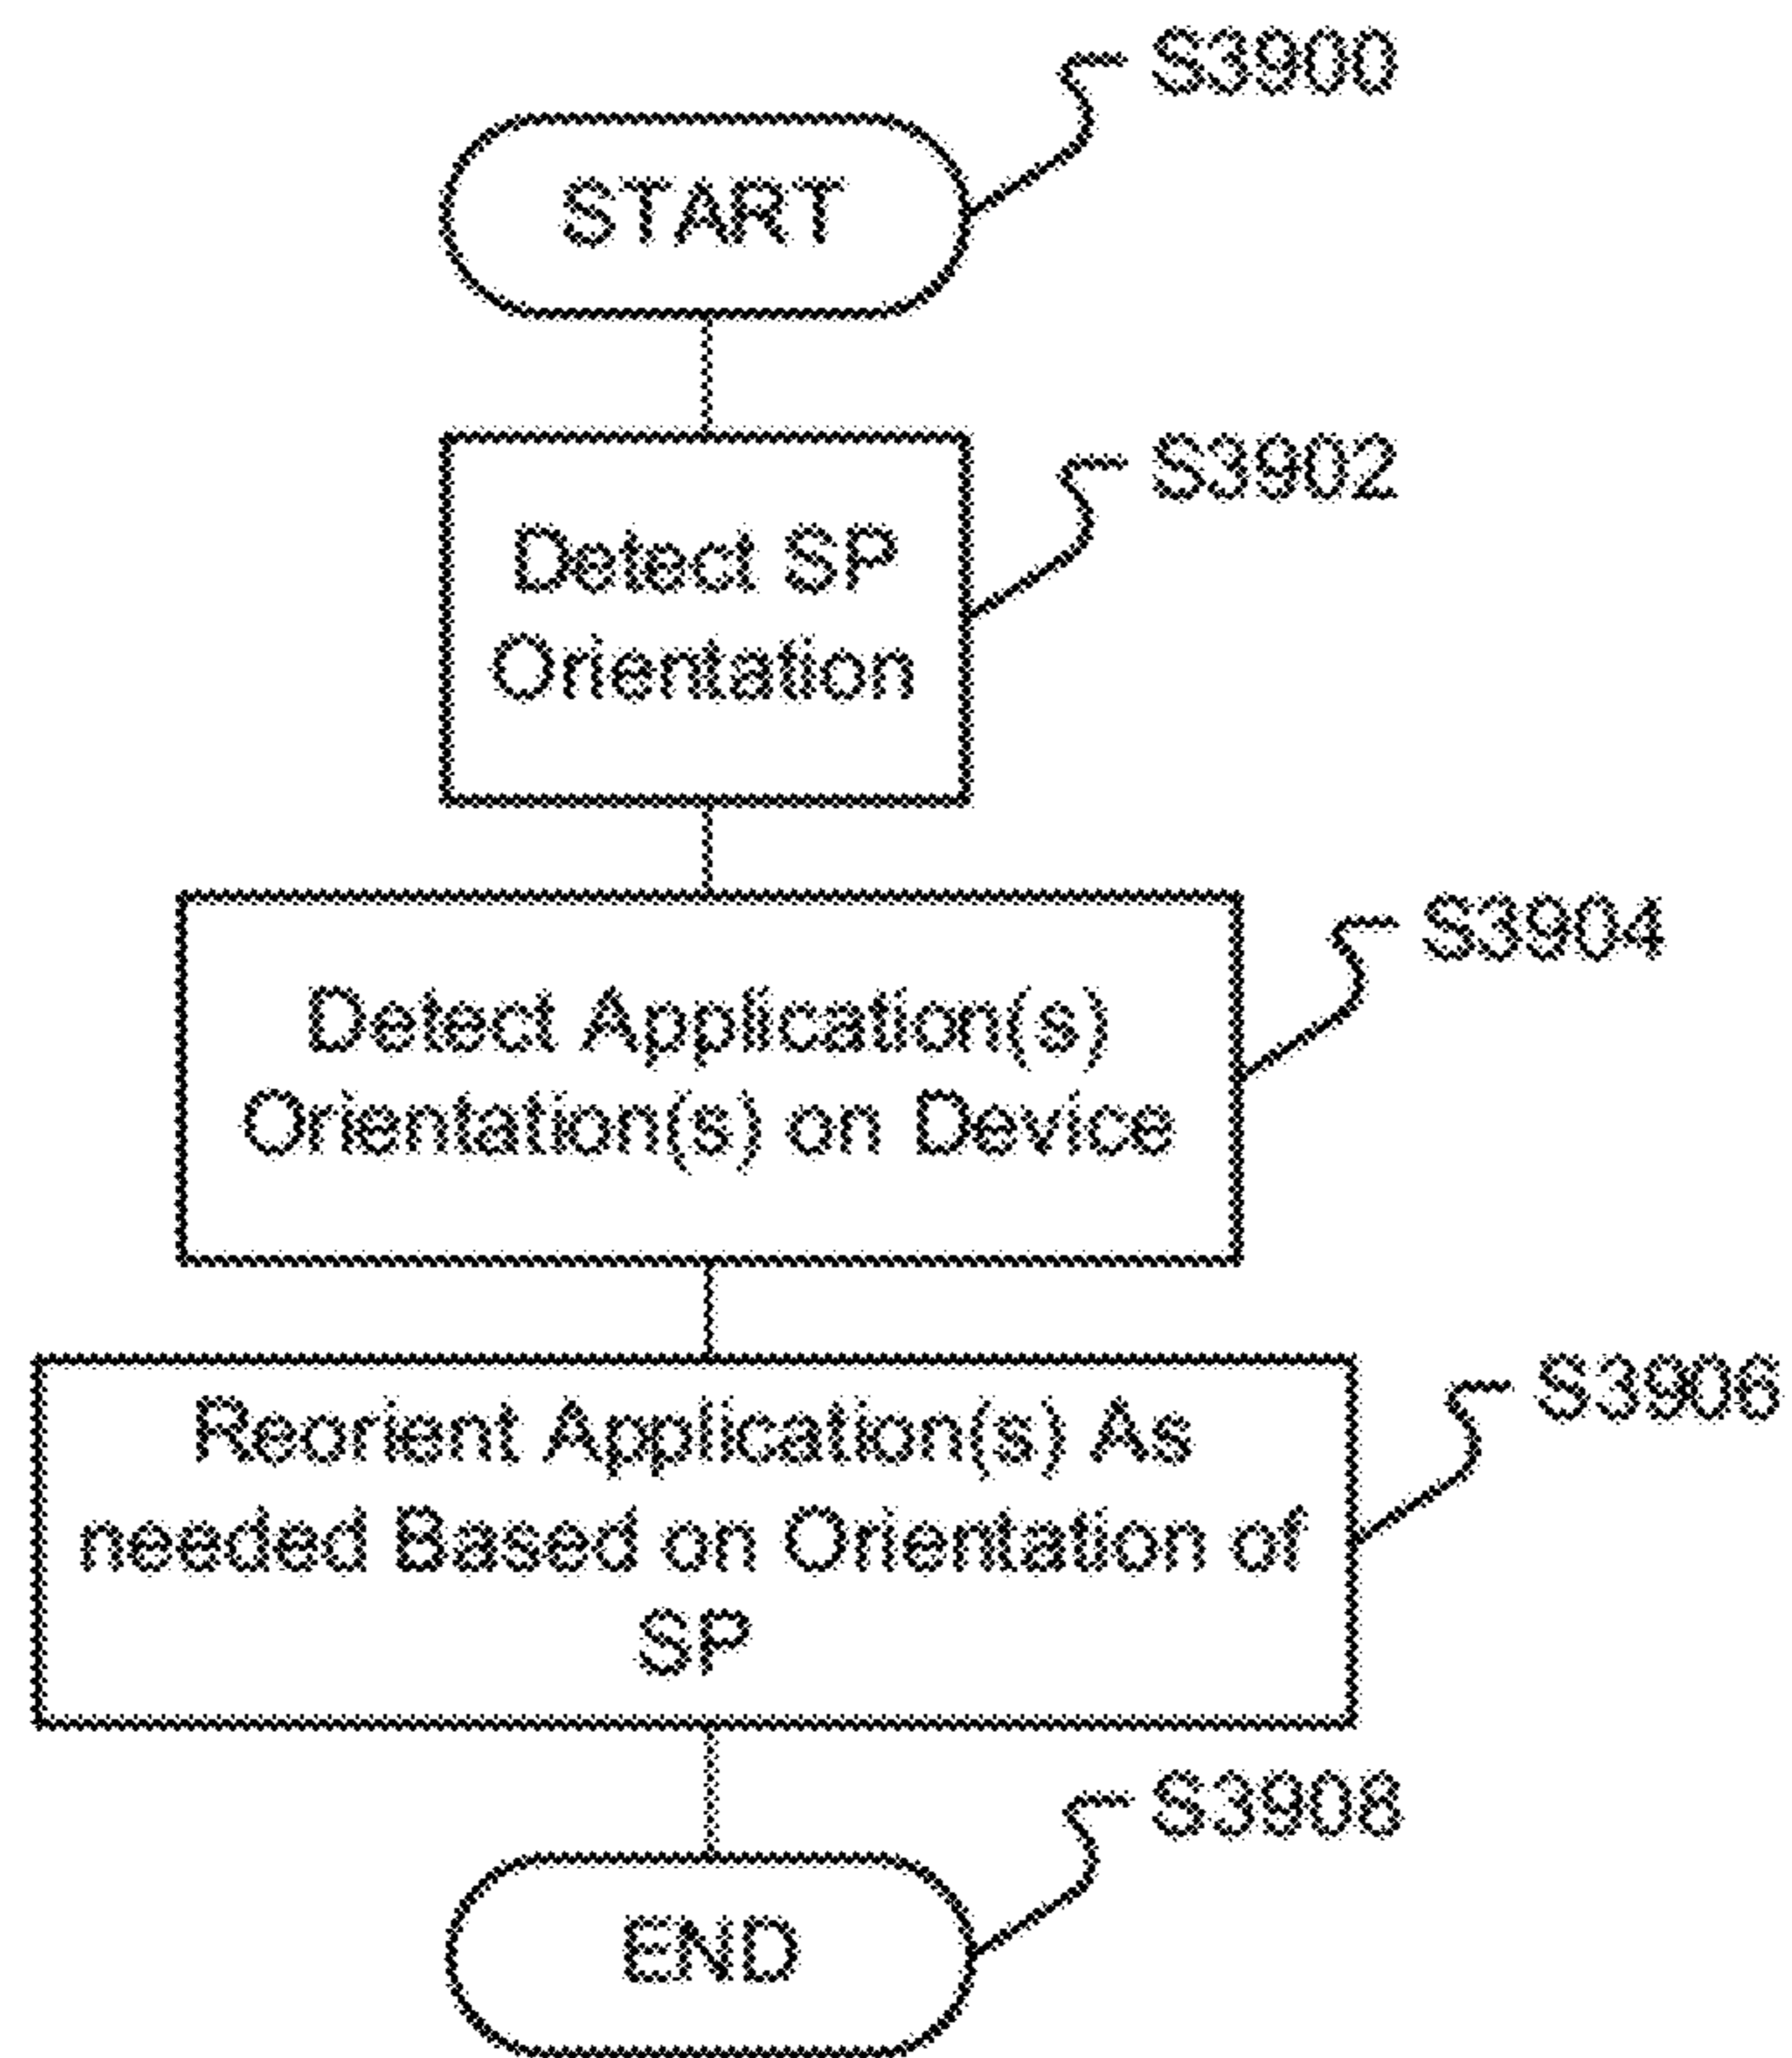 S3900
START
S3902
Detect SP
Orientation
S3904
Detect Application(s)
Orientation(s) on Device
S3906
Reorient Application(s) As
needed Based on Orientation of
SP
S3908
END